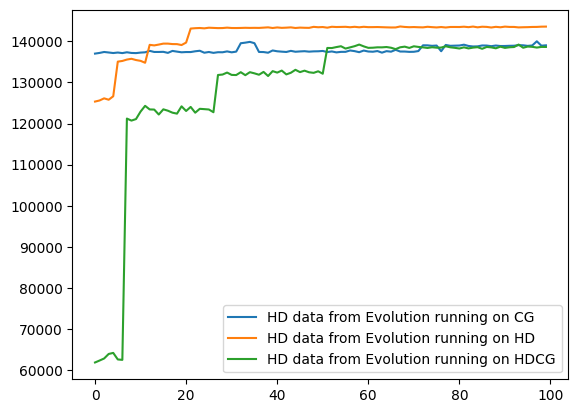 140000
130000
120000
110000
100000
90000
80000
70000
60000
0 20 40 60 80 100
HD data from Evolution running on CG
HD data from Evolution running on HD
HD data from Evolution running on HDCG